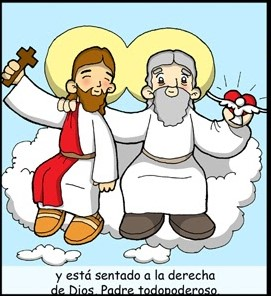 y está sentado a la derecha
de Dios, Padre todopoderoso.